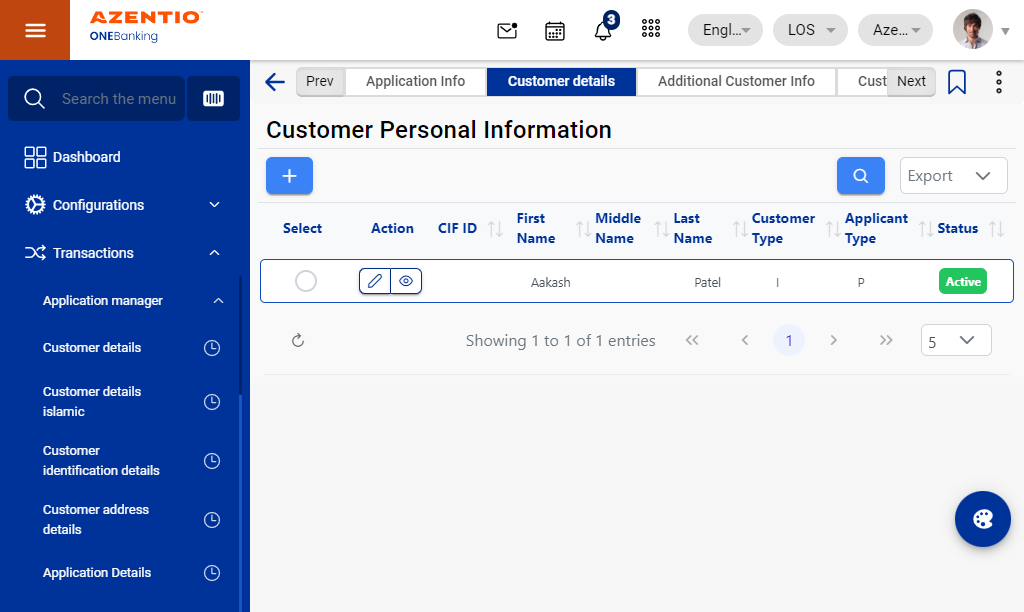 AZENTIO
ONEBanking
3
Engl...
LOS
Aze...
Search the menu
Dashboard
Configurations
Transactions
Application manager
Customer details
Customer details
islamic
Customer
identification details
Customer address
details
Application Details
Prev
Application Info
Customer details
Additional Customer Info
Cust
Next
Customer Personal Information
Export
Select
Action
CIF ID
First
Name
Middle
Name
Last
Name
Customer
Type
Applicant
Type
Status
Aakash
Patel
I
P
Active
Showing 1 to 1 of 1 entries
1
5